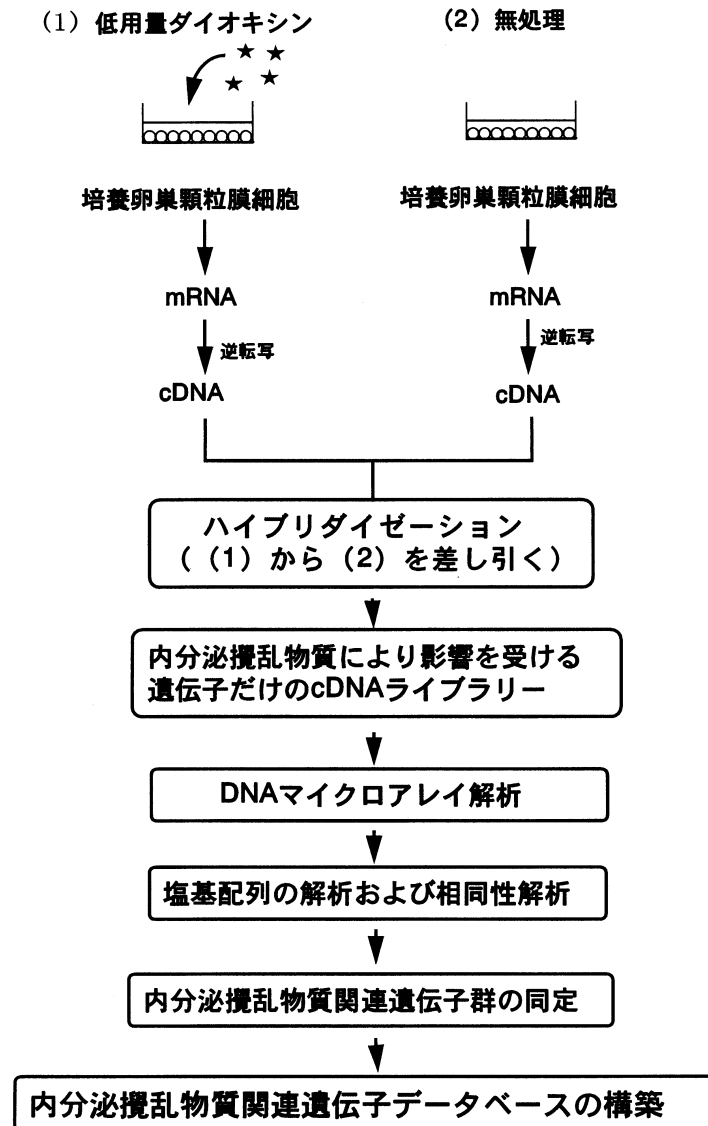 (1) 低用量ダイオキシン
(2) 無処理
培養卵巣顆粒膜細胞
培養卵巣顆粒膜細胞
mRNA
mRNA
逆転写
逆転写
cDNA
cDNA
ハイブリダイゼーション
((1)から(2)を差し引く)
内分泌攪乱物質により影響を受ける
遺伝子だけのcDNAライブラリー
DNAマイクロアレイ解析
塩基配列の解析および相同性解析
内分泌攪乱物質関連遺伝子群の同定
内分泌攪乱物質関連遺伝子データベースの構築